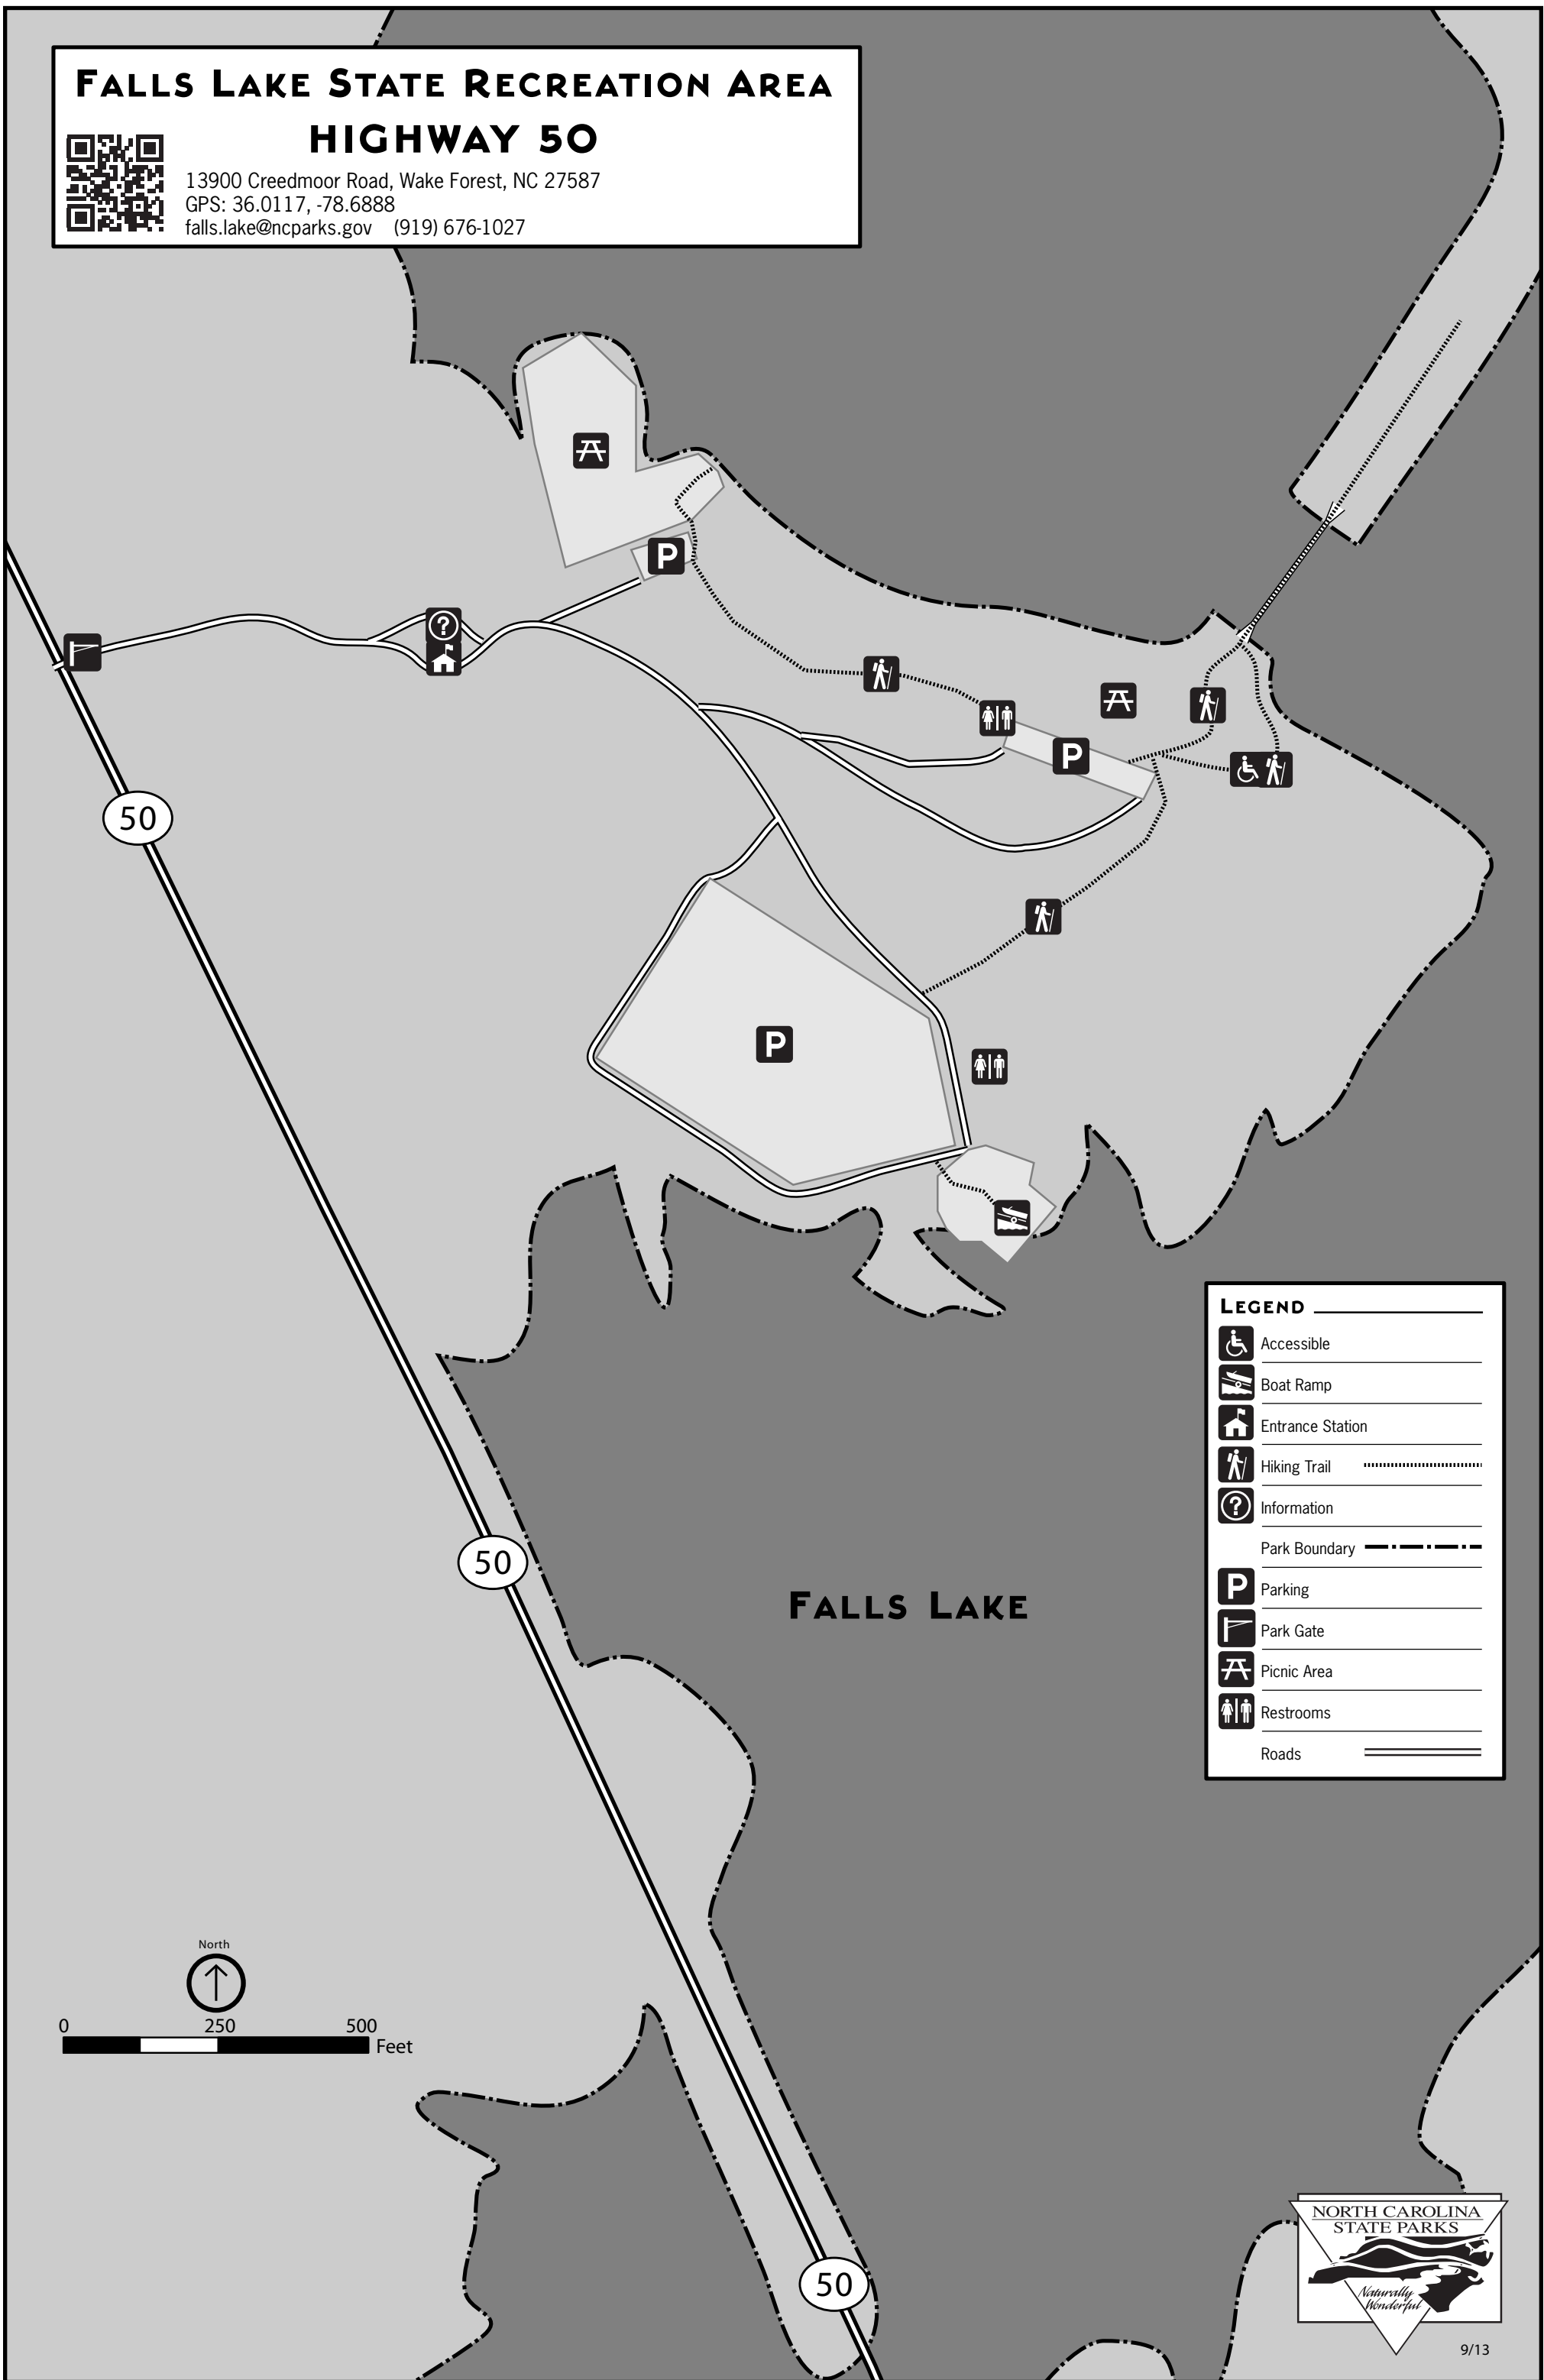 FALLS LAKE STATE RECREATION AREA
HIGHWAY 50
13900 Creedmoor Road, Wake Forest, NC 27587
GPS: 36.0117, -78.6888
falls.lake@ncparks.gov (919) 676-1027
?
P
P
50
P
LEGEND
Accessible
Boat Ramp
Entrance Station
Hiking Trail
? Information
Park Boundary
50
P Parking
FALLS LAKE
Park Gate
Picnic Area
Restrooms
Roads
North
0 250 500
Feet
NORTH CAROLINA
STATE PARKS
50
Naturally
Wonderful
9/13